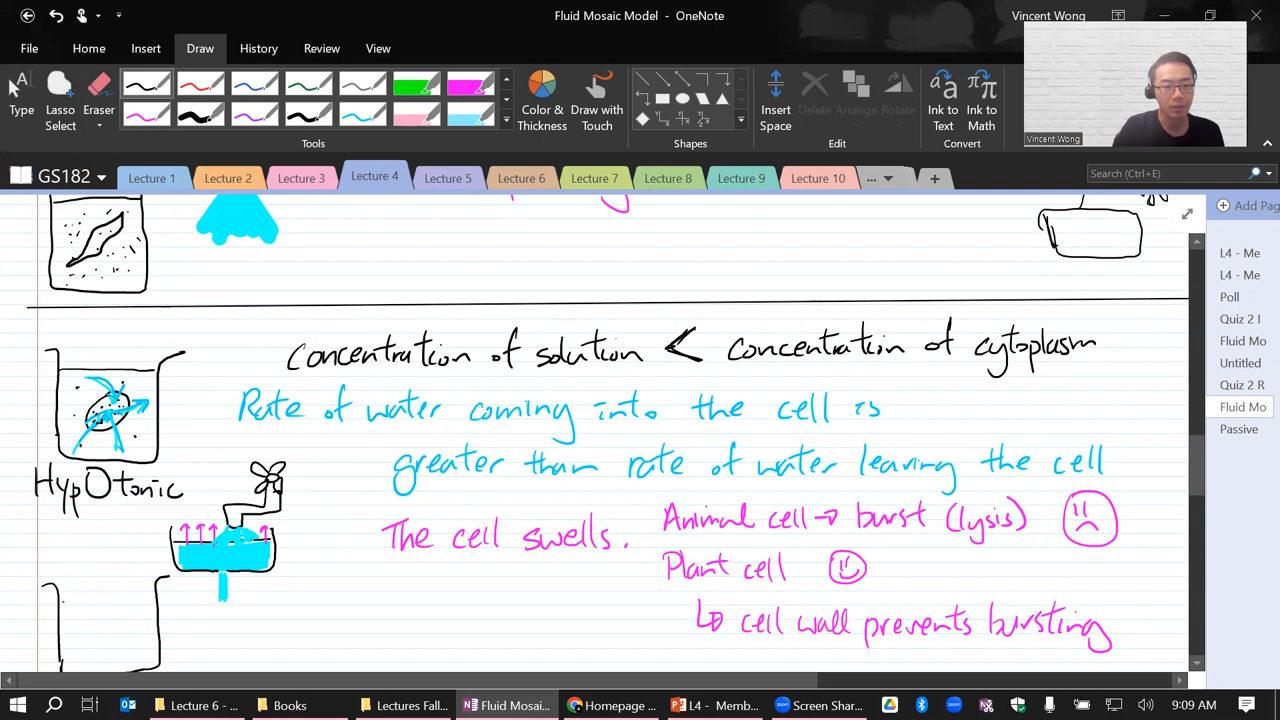 Fluid Mosaic Model - OneNote
Vincent Wong
File Home Insert Draw History Review View
Type
Lasso Select
Eraser
Color & Thickness
Draw with Touch
Insert Space
Delete Arrange Rotate
Ink to Text
Ink to Math
Tools Shapes Edit Convert
Vincent Wong
GS182 Lecture 1 Lecture 2 Lecture 3 Lecture 4 Lecture 5 Lecture 6 Lecture 7 Lecture 8 Lecture 9 Lecture 10 ...
Search (Ctrl+E)
Add Pag
L4 - Me
L4 - Me
Poll
Quiz 2 I
Fluid Mo
Untitled
Quiz 2 R
Fluid Mo
Passive
Concentration of solution < concentration of cytoplasm
Rate of water coming into the cell is
greater than rate of water leaving the cell
HypOtonic
The cell swells. Animal cell → burst (lysis)
Plant cell
↳ cell wall prevents bursting
Lecture 6 - ... Books Lectures Fall... Fluid Mosai... Homepage ... L4 - Memb... Screen Shar... Zoom
9:09 AM